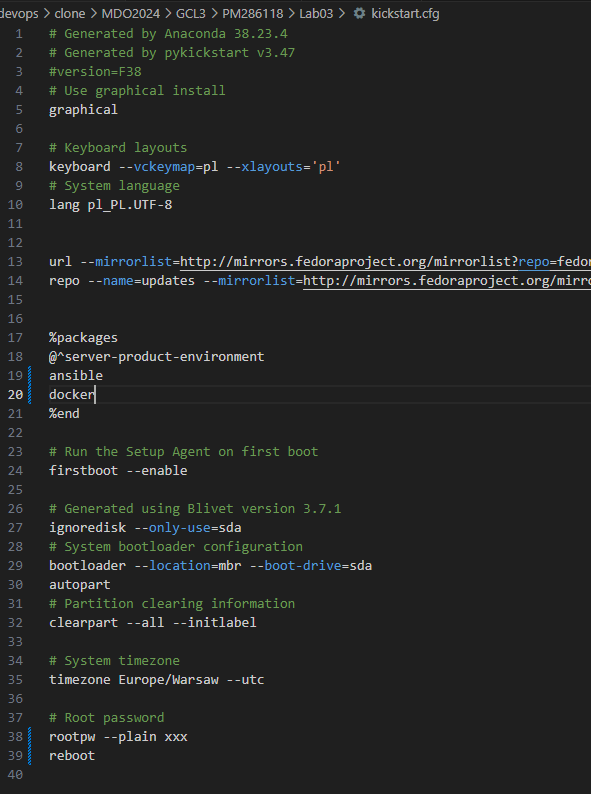 devops > clone > MDO2024 > GCL3 > PM286118 > Lab03 > kickstart.cfg
1 # Generated by Anaconda 38.23.4
2 # Generated by pykickstart v3.47
3 #version=F38
4 # Use graphical install
5 graphical
6
7 # Keyboard layouts
8 keyboard --vckeymap=pl --xlayouts='pl'
9 # System language
10 lang pl_PL.UTF-8
11
12
13 url --mirrorlist=http://mirrors.fedoraproject.org/mirrorlist?repo=fedor
14 repo --name=updates --mirrorlist=http://mirrors.fedoraproject.org/mirro
15
16
17 %packages
18 @^server-product-environment
19 ansible
20 docker
21 %end
22
23 # Run the Setup Agent on first boot
24 firstboot --enable
25
26 # Generated using Blivet version 3.7.1
27 ignoredisk --only-use=sda
28 # System bootloader configuration
29 bootloader --location=mbr --boot-drive=sda
30 autopart
31 # Partition clearing information
32 clearpart --all --initlabel
33
34 # System timezone
35 timezone Europe/Warsaw --utc
36
37 # Root password
38 rootpw --plain xxx
39 reboot
40